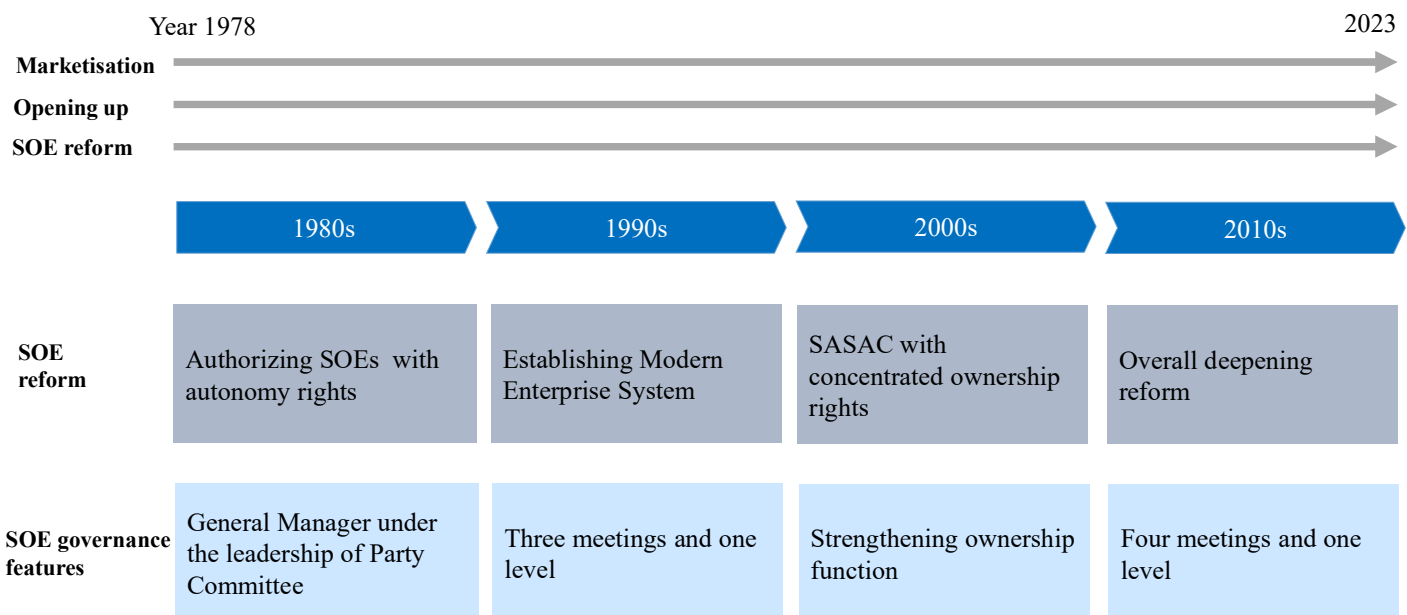 Year 1978
2023
Marketisation
Opening up
SOE reform
1980s
1990s
2000s
2010s
SOE
reform
Authorizing SOEs with
autonomy rights
Establishing Modern
Enterprise System
SASAC with
concentrated ownership
rights
Overall deepening
reform
SOE governance
features
General Manager under
the leadership of Party
Committee
Three meetings and one
level
Strengthening ownership
function
Four meetings and one
level